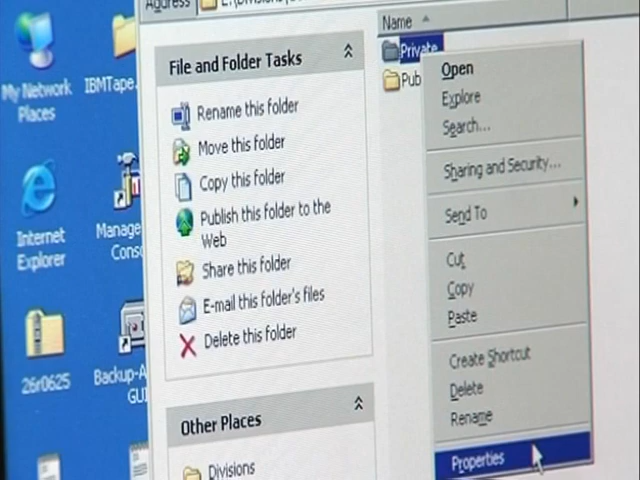 Address
My Network
Places
IBMTape.
Internet
Explorer
Manage
Conso
26r0625
Backup-A
GUI
File and Folder Tasks
Rename this folder
Move this folder
Copy this folder
Publish this folder to the
Web
Share this folder
E-mail this folder's files
Delete this folder
Other Places
Divisions
Name
Private
Pub
Open
Explore
Search...
Sharing and Security...
Send To
Cut
Copy
Paste
Create Shortcut
Delete
Rename
Properties